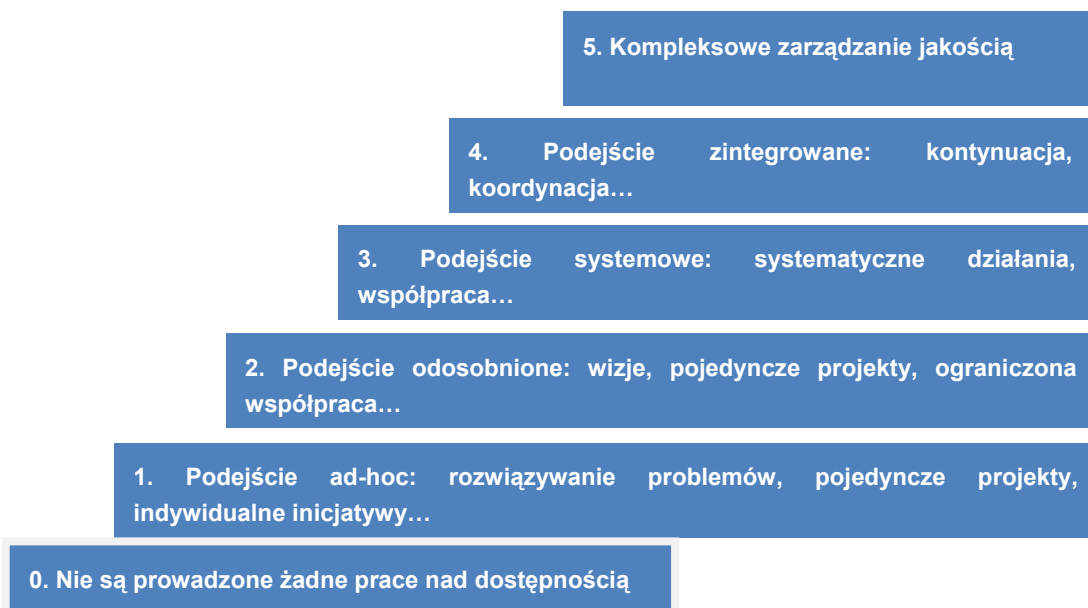 5. Kompleksowe zarządzanie jakością
4. Podejście zintegrowane: kontynuacja,
koordynacja…
3. Podejście systemowe: systematyczne działania,
współpraca…
2. Podejście odosobnione: wizje, pojedyncze projekty, ograniczona
współpraca…
1. Podejście ad-hoc: rozwiązywanie problemów, pojedyncze projekty,
indywidualne inicjatywy…
0. Nie są prowadzone żadne prace nad dostępnością